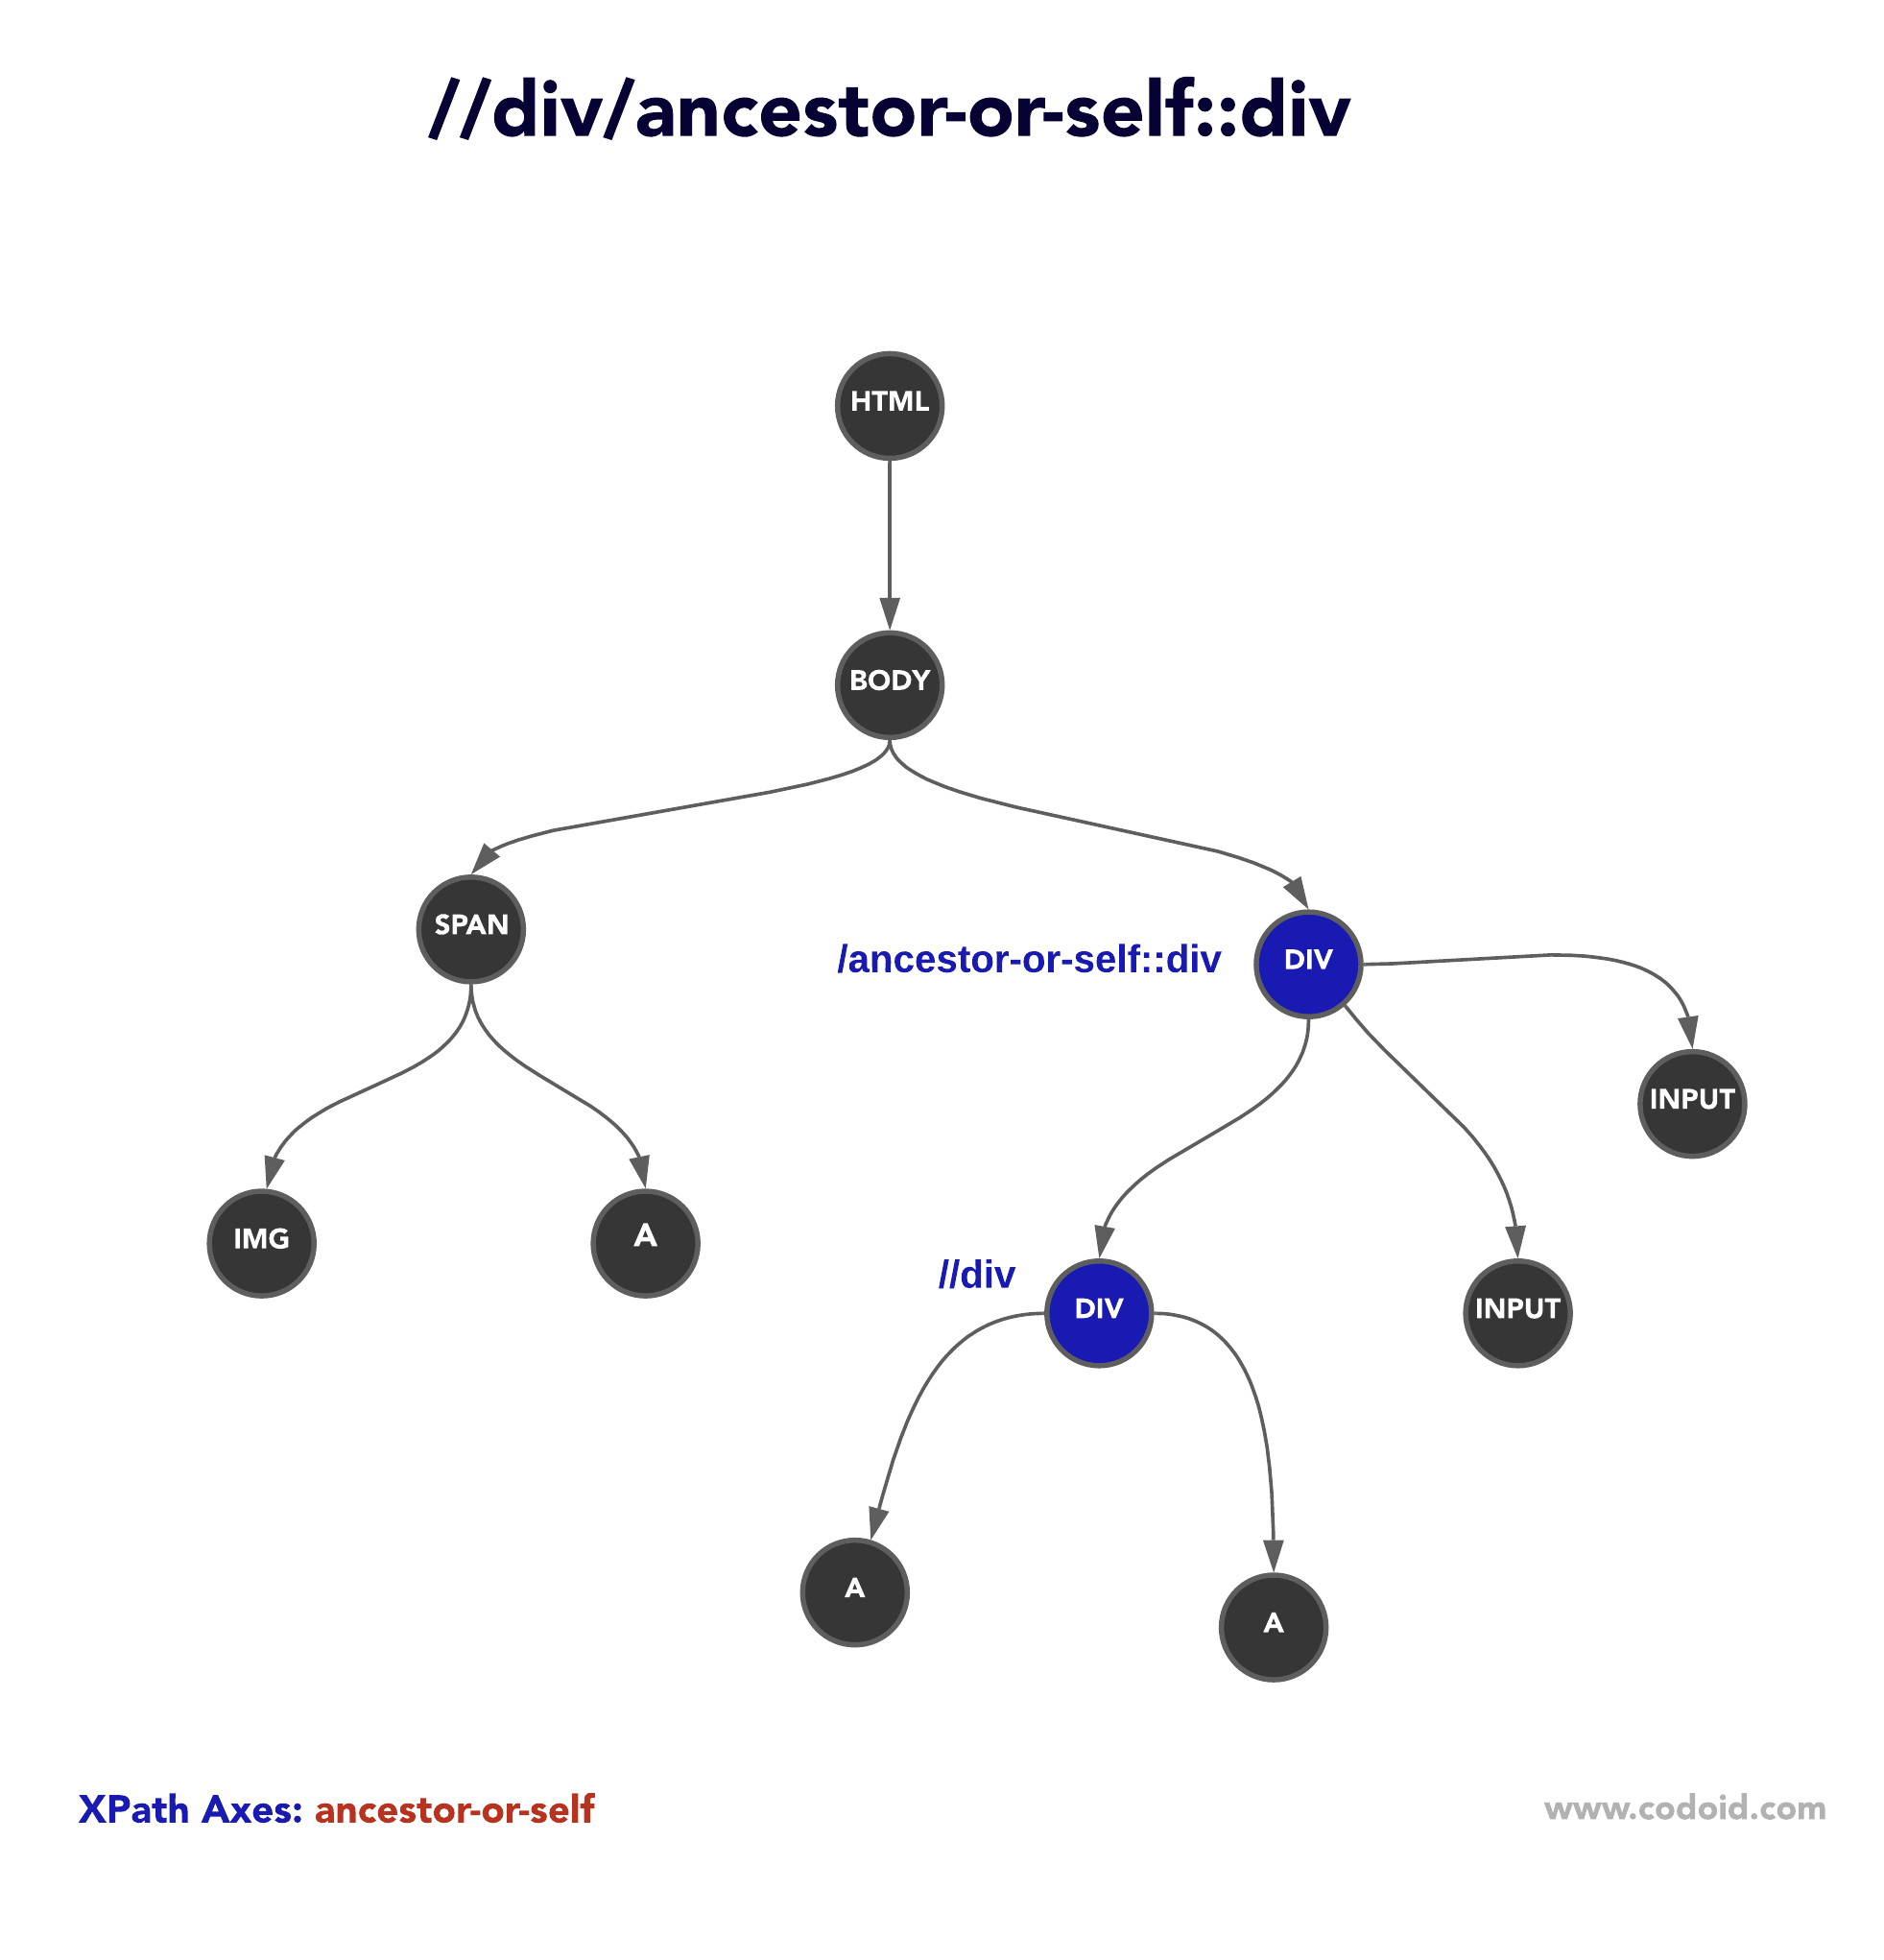 //div/ancestor-or-self::div
HTML
BODY
SPAN
/ancestor-or-self::div
DIV
INPUT
IMG
A
//div
DIV
INPUT
A
A
XPath Axes: ancestor-or-self
www.codoid.com